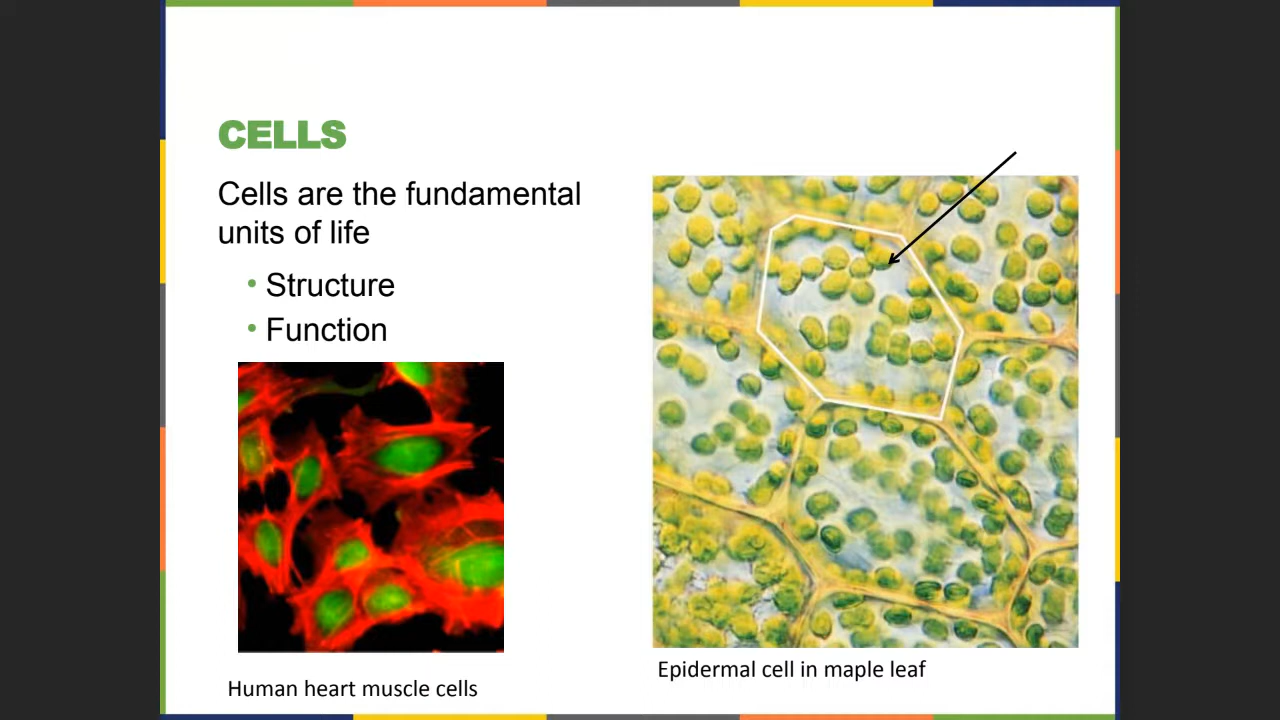 CELLS
Cells are the fundamental
units of life
• Structure
• Function
Human heart muscle cells
Epidermal cell in maple leaf